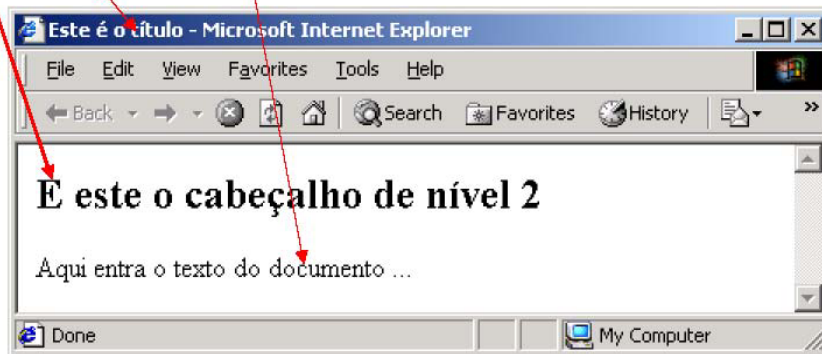 Este é o título - Microsoft Internet Explorer
File Edit View Favorites Tools Help
Back Search Favorites History »
E este o cabeçalho de nível 2
Aqui entra o texto do documento ...
Done My Computer